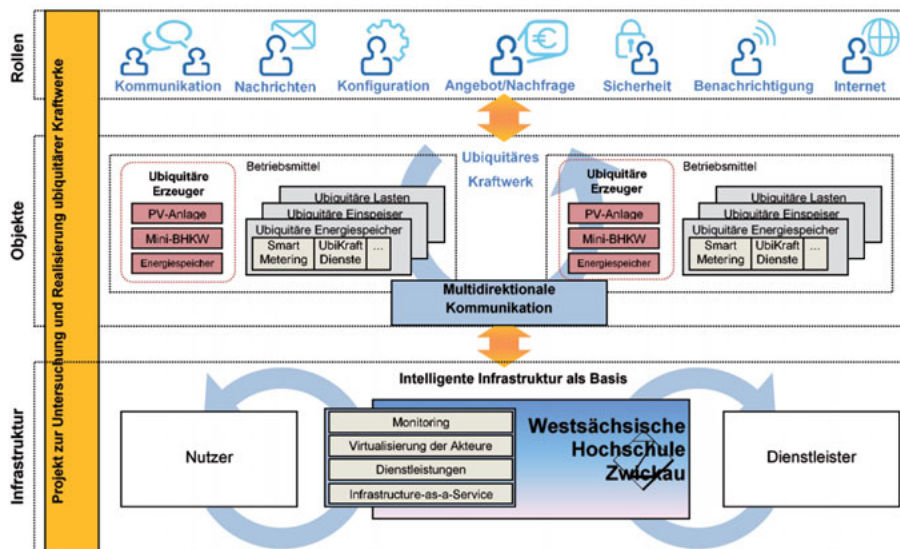 Rollen
Projekt zur Untersuchung und Realisierung ubiquitärer Kraftwerke
Kommunikation
Nachrichten
Konfiguration
Angebot/Nachfrage
Sicherheit
Benachrichtigung
Internet
Objekte
Ubiquitäres
Kraftwerk
Ubiquitäre
Erzeuger
PV-Anlage
Mini-BHKW
Energiespeicher
Betriebsmittel
Ubiquitäre Lasten
Ubiquitäre Einspeiser
Ubiquitäre Energiespeicher
Smart
Metering
UbiKraft
Dienste
...
Ubiquitäre
Erzeuger
PV-Anlage
Mini-BHKW
Energiespeicher
Betriebsmittel
Ubiquitäre Lasten
Ubiquitäre Einspeiser
Ubiquitäre Energiespeicher
Smart
Metering
UbiKraft
Dienste
...
Multidirektionale
Kommunikation
Infrastruktur
Intelligente Infrastruktur als Basis
Nutzer
Monitoring
Virtualisierung der Akteure
Dienstleistungen
Infrastructure-as-a-Service
Westsächsische
Hochschule
Zwickau
Dienstleister